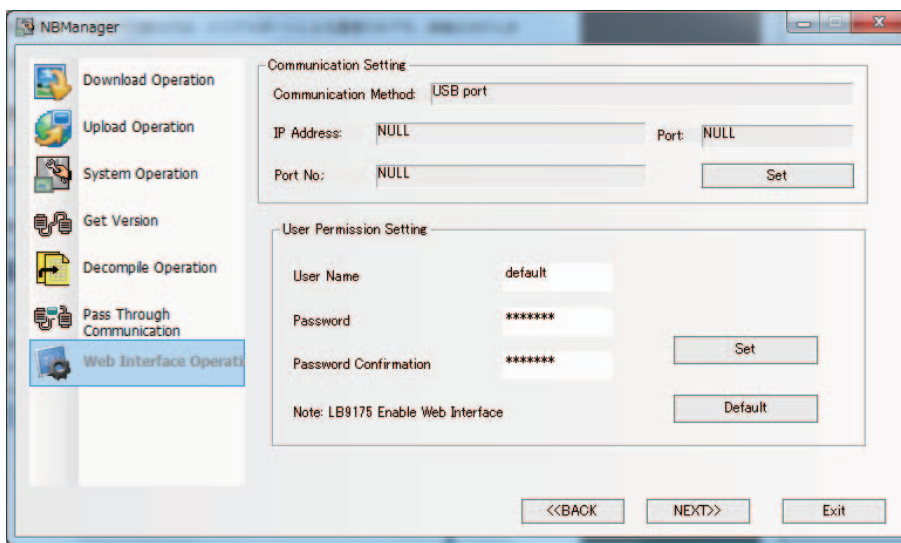 NBManager
Download Operation
Upload Operation
System Operation
Get Version
Decompile Operation
Pass Through
Communication
Web Interface Operati
Communication Setting
Communication Method: USB port
IP Address: NULL Port: NULL
Port No.: NULL Set
User Permission Setting
User Name default
Password *******
Password Confirmation *******
Set
Note: LB9175 Enable Web Interface Default
<<BACK NEXT>> Exit